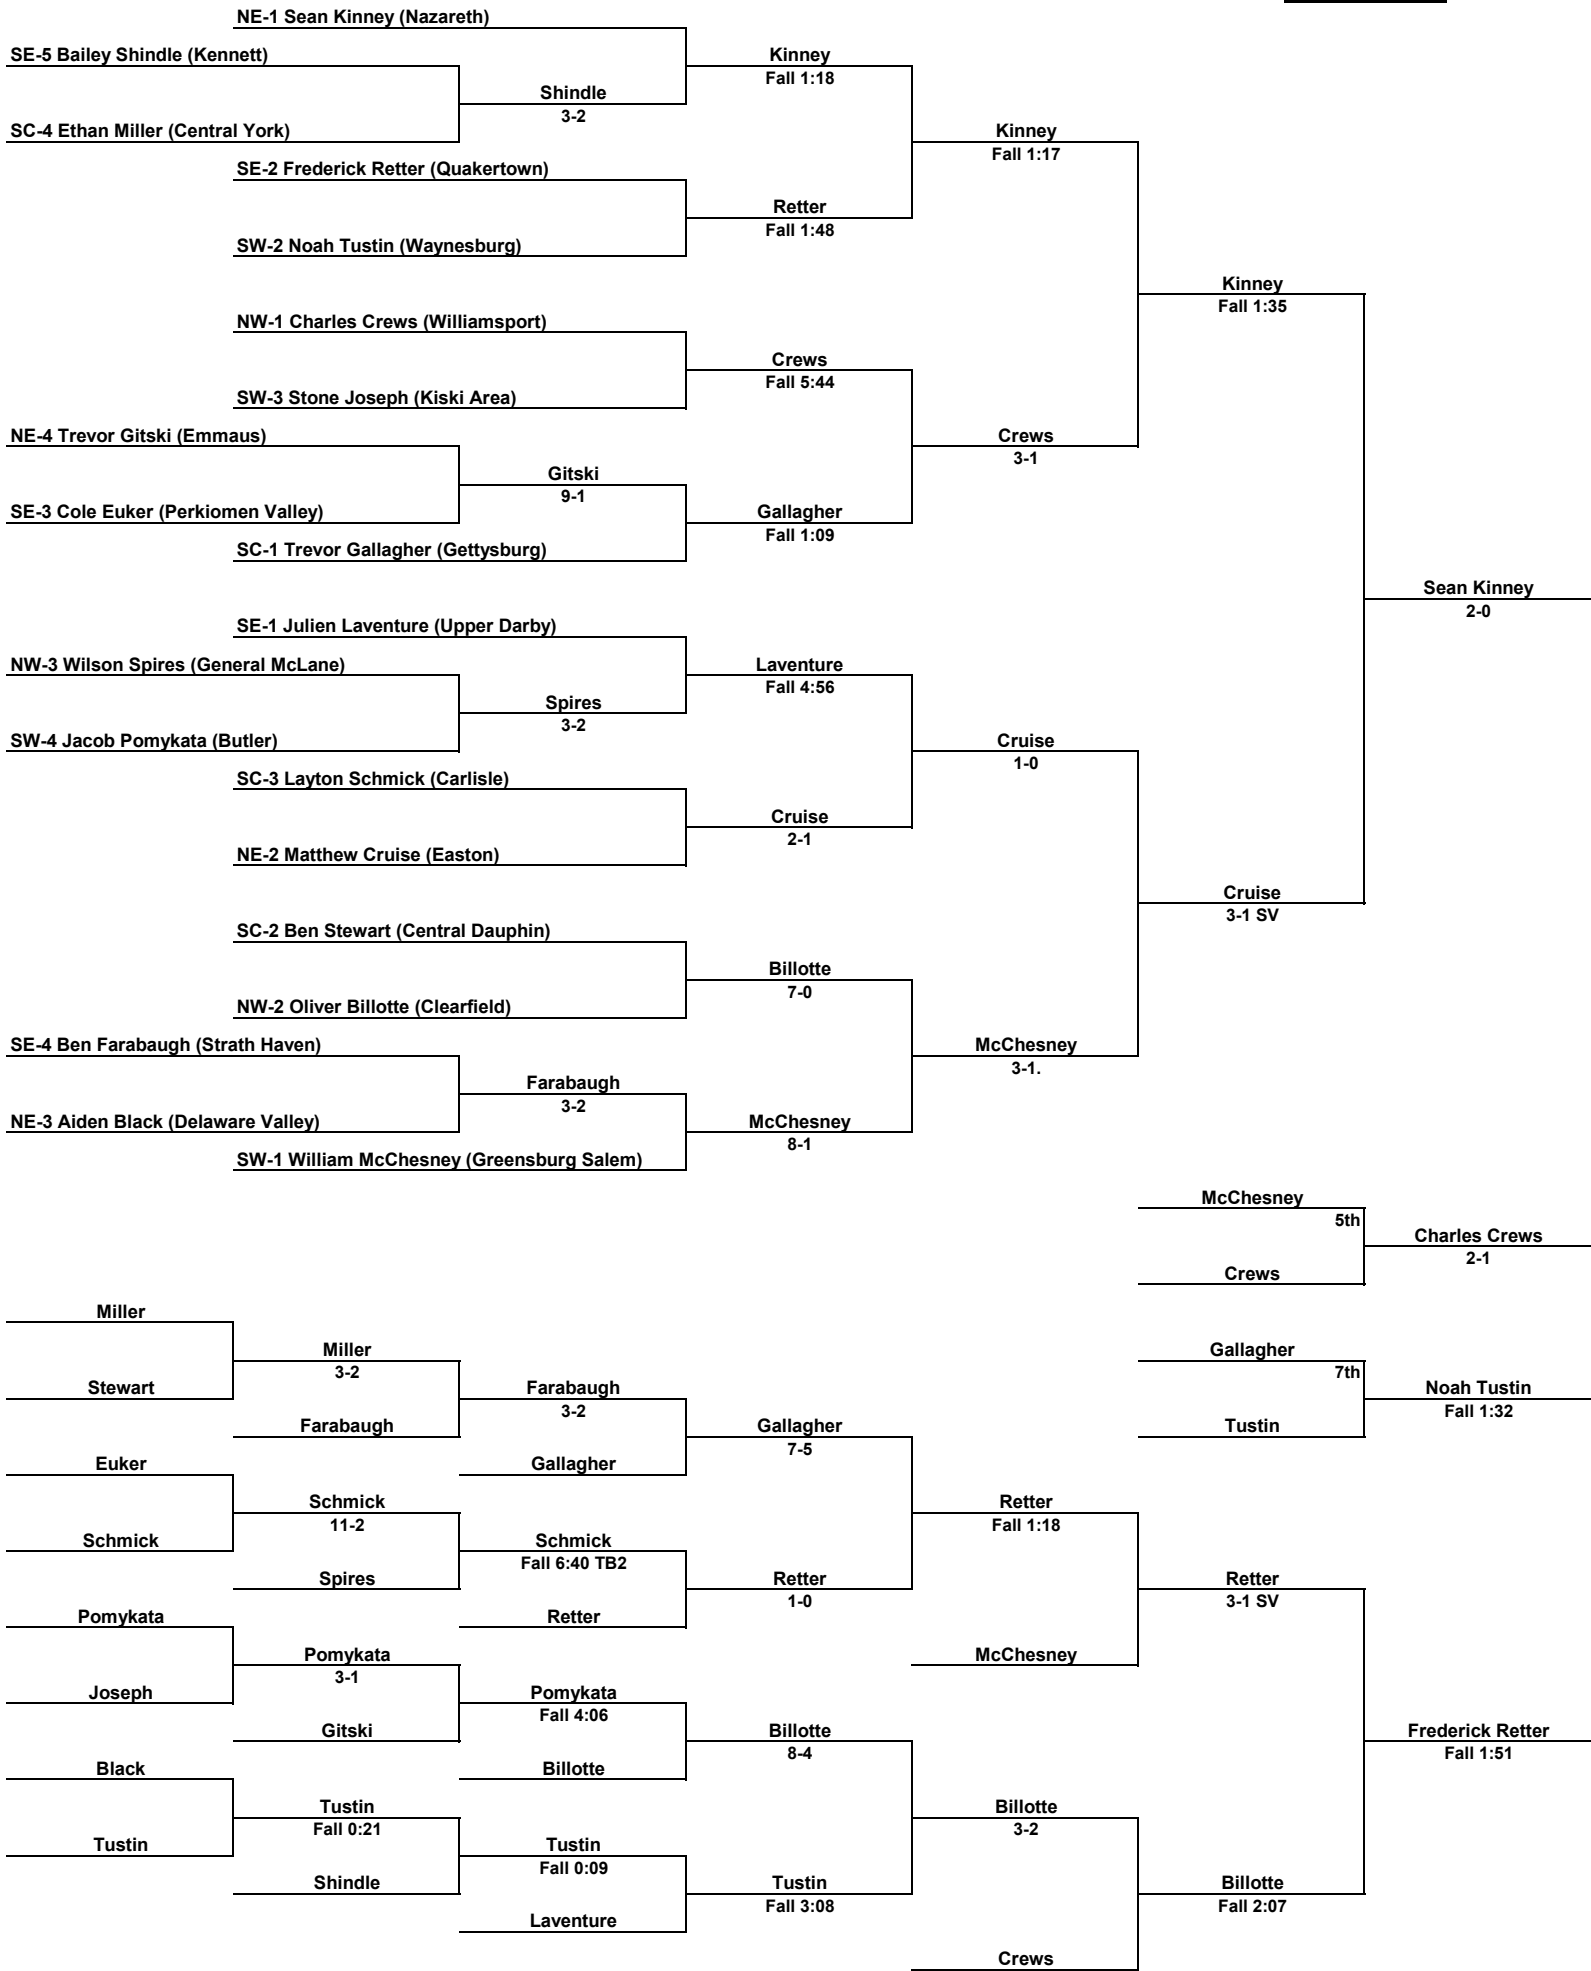 NE-1 Sean Kinney (Nazareth)
SE-5 Bailey Shindle (Kennett)
Kinney
Fall 1:18
Shindle
3-2
SC-4 Ethan Miller (Central York)
Kinney
Fall 1:17
SE-2 Frederick Retter (Quakertown)
Retter
Fall 1:48
SW-2 Noah Tustin (Waynesburg)
Kinney
Fall 1:35
NW-1 Charles Crews (Williamsport)
Crews
Fall 5:44
SW-3 Stone Joseph (Kiski Area)
NE-4 Trevor Gitski (Emmaus)
Crews
3-1
Gitski
9-1
SE-3 Cole Euker (Perkiomen Valley)
Gallagher
Fall 1:09
SC-1 Trevor Gallagher (Gettysburg)
Sean Kinney
2-0
SE-1 Julien Laventure (Upper Darby)
NW-3 Wilson Spires (General McLane)
Laventure
Fall 4:56
Spires
3-2
SW-4 Jacob Pomykata (Butler)
Cruise
1-0
SC-3 Layton Schmick (Carlisle)
Cruise
2-1
NE-2 Matthew Cruise (Easton)
Cruise
3-1 SV
SC-2 Ben Stewart (Central Dauphin)
Billotte
7-0
NW-2 Oliver Billotte (Clearfield)
SE-4 Ben Farabaugh (Strath Haven)
McChesney
3-1.
Farabaugh
3-2
NE-3 Aiden Black (Delaware Valley)
McChesney
8-1
SW-1 William McChesney (Greensburg Salem)
McChesney
5th
Charles Crews
2-1
Crews
Miller
Miller
3-2
Gallagher
7th
Stewart
Farabaugh
3-2
Noah Tustin
Fall 1:32
Farabaugh
Gallagher
7-5
Tustin
Euker
Gallagher
Schmick
11-2
Retter
Fall 1:18
Schmick
Schmick
Fall 6:40 TB2
Spires
Retter
1-0
Retter
3-1 SV
Pomykata
Retter
Pomykata
3-1
McChesney
Joseph
Pomykata
Fall 4:06
Gitski
Billotte
8-4
Frederick Retter
Fall 1:51
Black
Billotte
Tustin
Fall 0:21
Billotte
3-2
Tustin
Tustin
Fall 0:09
Shindle
Tustin
Fall 3:08
Billotte
Fall 2:07
Laventure
Crews